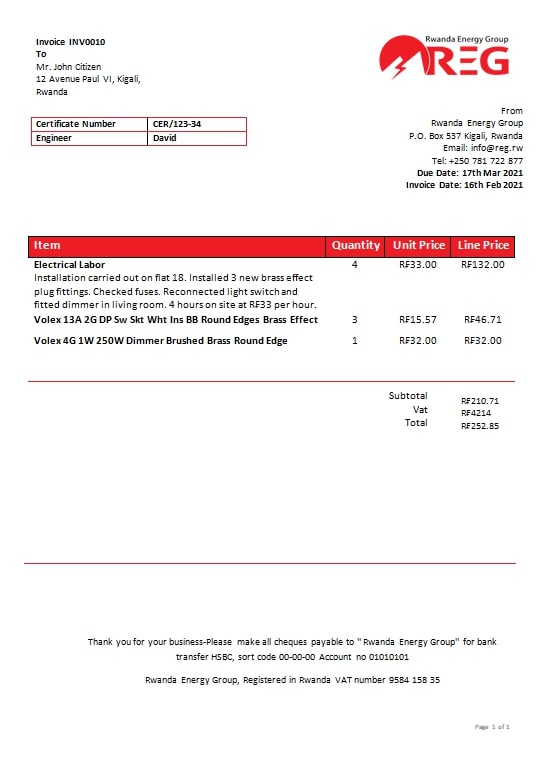 Invoice INV0010
To
Mr. John Citizen
12 Avenue Paul VI, Kigali,
Rwanda
Rwanda Energy Group
REG
Certificate Number CER/123-34
Engineer David
From
Rwanda Energy Group
P.O. Box 537 Kigali, Rwanda
Email: info@reg.rw
Tel: +250 781 722 877
Due Date: 17th Mar 2021
Invoice Date: 16th Feb 2021
Item Quantity Unit Price Line Price
Electrical Labor 4 RF33.00 RF132.00
Installation carried out on flat 18. Installed 3 new brass effect
plug fittings. Checked fuses. Reconnected light switch and
fitted dimmer in living room. 4 hours on site at RF33 per hour.
Volex 13A 2G DP Sw Skt Wht Ins BB Round Edges Brass Effect 3 RF15.57 RF46.71
Volex 4G 1W 250W Dimmer Brushed Brass Round Edge 1 RF32.00 RF32.00
Subtotal RF210.71
Vat RF4214
Total RF252.85
Thank you for your business-Please make all cheques payable to " Rwanda Energy Group" for bank
transfer HSBC, sort code 00-00-00 Account no 01010101
Rwanda Energy Group, Registered in Rwanda VAT number 9584 158 35
Page 1 of 1